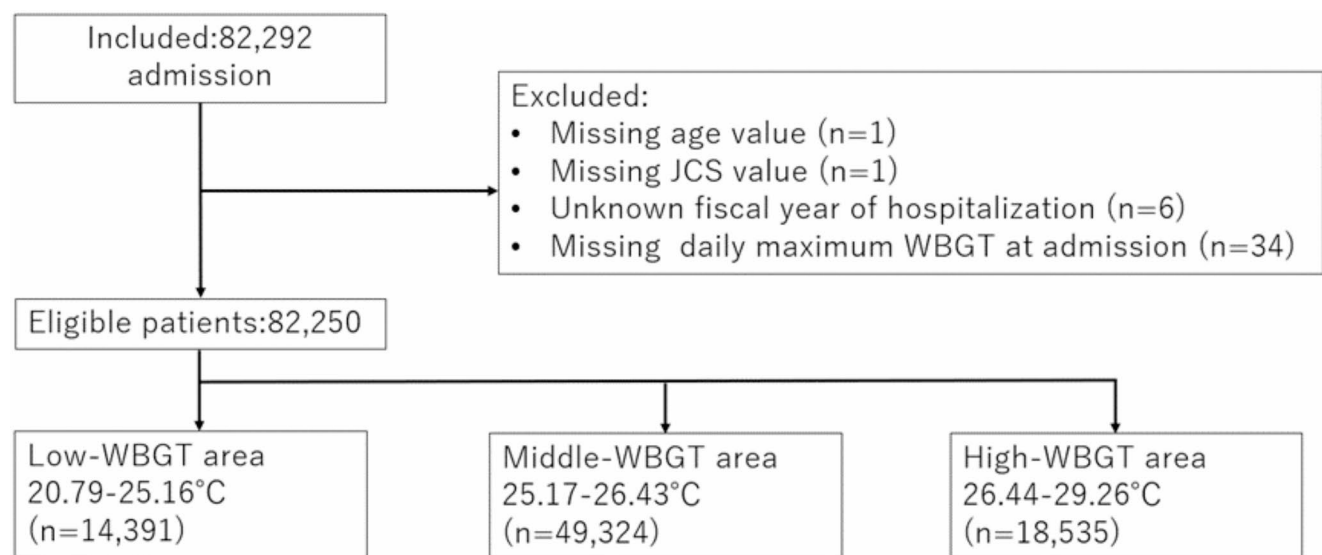 Included:82,292
admission
Excluded:
• Missing age value (n=1)
• Missing JCS value (n=1)
• Unknown fiscal year of hospitalization (n=6)
• Missing daily maximum WBGT at admission (n=34)
Eligible patients:82,250
Low-WBGT area
20.79-25.16°C
(n=14,391)
Middle-WBGT area
25.17-26.43°C
(n=49,324)
High-WBGT area
26.44-29.26°C
(n=18,535)